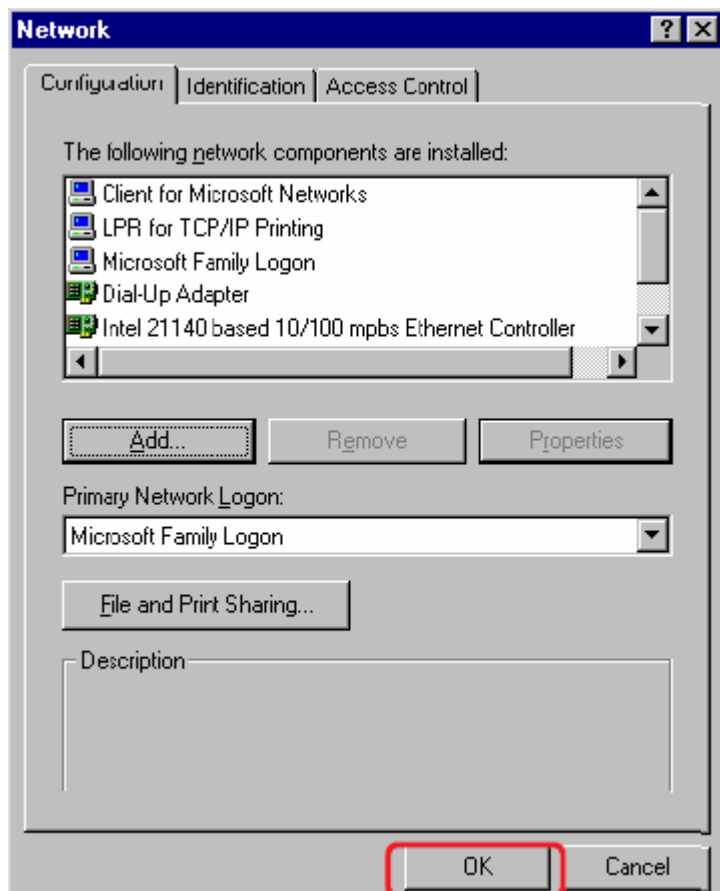 Network
Configuration Identification Access Control
The following network components are installed:
Client for Microsoft Networks
LPR for TCP/IP Printing
Microsoft Family Logon
Dial-Up Adapter
Intel 21140 based 10/100 mpbs Ethernet Controller
Add... Remove Properties
Primary Network Logon:
Microsoft Family Logon
File and Print Sharing...
Description
OK Cancel